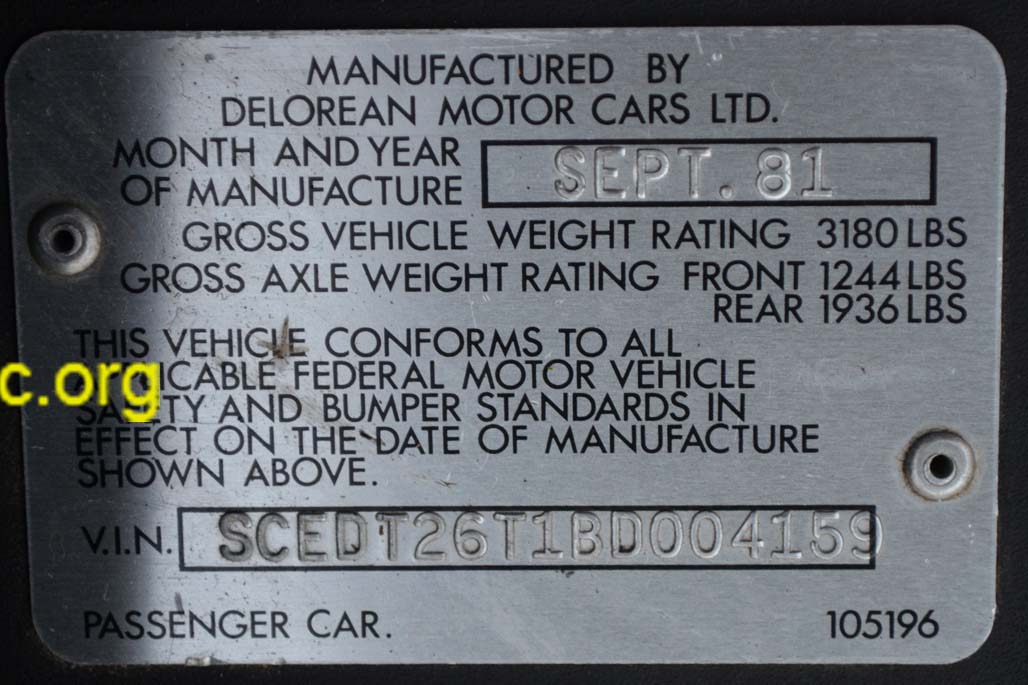 MANUFACTURED BY
DELOREAN MOTOR CARS LTD.
MONTH AND YEAR
OF MANUFACTURE
SEPT. 81
GROSS VEHICLE WEIGHT RATING 3180 LBS
GROSS AXLE WEIGHT RATING FRONT 1244 LBS
REAR 1936 LBS
THIS VEHICLE CONFORMS TO ALL
APPLICABLE FEDERAL MOTOR VEHICLE
c.org
SAFETY AND BUMPER STANDARDS IN
EFFECT ON THE DATE OF MANUFACTURE
SHOWN ABOVE.
V.I.N. SCEDT26T1BD004159
PASSENGER CAR. 105196